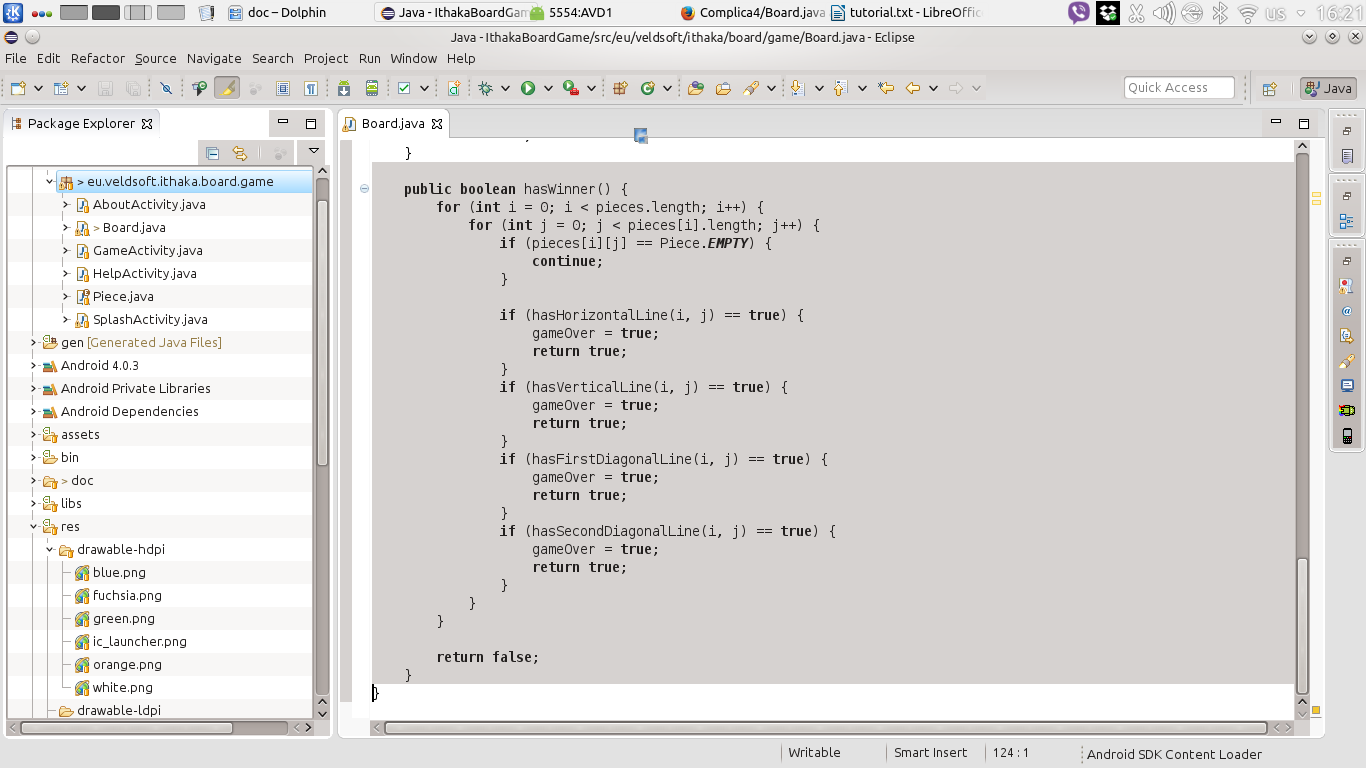 doc – Dolphin
Java - IthakaBoardGam
5554:AVD1
Complica4/Board.java
tutorial.txt - LibreOffic
us
16:21
Java - IthakaBoardGame/src/eu/veldsoft/ithaka/board/game/Board.java - Eclipse
File Edit Refactor Source Navigate Search Project Run Window Help
Quick Access
Java
Package Explorer
Board.java
> eu.veldsoft.ithaka.board.game
AboutActivity.java
> Board.java
GameActivity.java
HelpActivity.java
Piece.java
SplashActivity.java
gen [Generated Java Files]
Android 4.0.3
Android Private Libraries
Android Dependencies
assets
bin
> doc
libs
res
drawable-hdpi
blue.png
fuchsia.png
green.png
ic_launcher.png
orange.png
white.png
drawable-ldpi
}
public boolean hasWinner() {
for (int i = 0; i < pieces.length; i++) {
for (int j = 0; j < pieces[i].length; j++) {
if (pieces[i][j] == Piece.EMPTY) {
continue;
}
if (hasHorizontalLine(i, j) == true) {
gameOver = true;
return true;
}
if (hasVerticalLine(i, j) == true) {
gameOver = true;
return true;
}
if (hasFirstDiagonalLine(i, j) == true) {
gameOver = true;
return true;
}
if (hasSecondDiagonalLine(i, j) == true) {
gameOver = true;
return true;
}
}
}
return false;
}
}
Writable
Smart Insert
124 : 1
Android SDK Content Loader